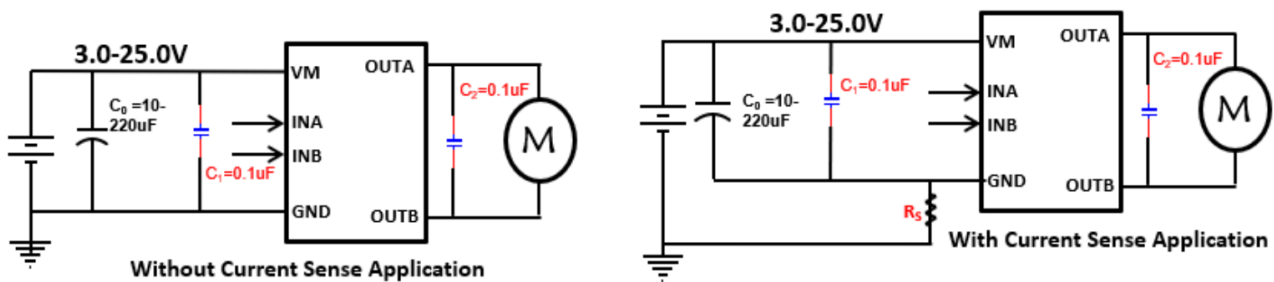 3.0-25.0V
VM
OUTA
C₀ =10-
220uF
C₂=0.1uF
INA
INB
M
C₁=0.1uF
GND
OUTB
Without Current Sense Application
3.0-25.0V
VM
OUTA
C₂=0.1uF
C₁=0.1uF
INA
C₀ =10-
220uF
INB
M
GND
OUTB
RS
With Current Sense Application